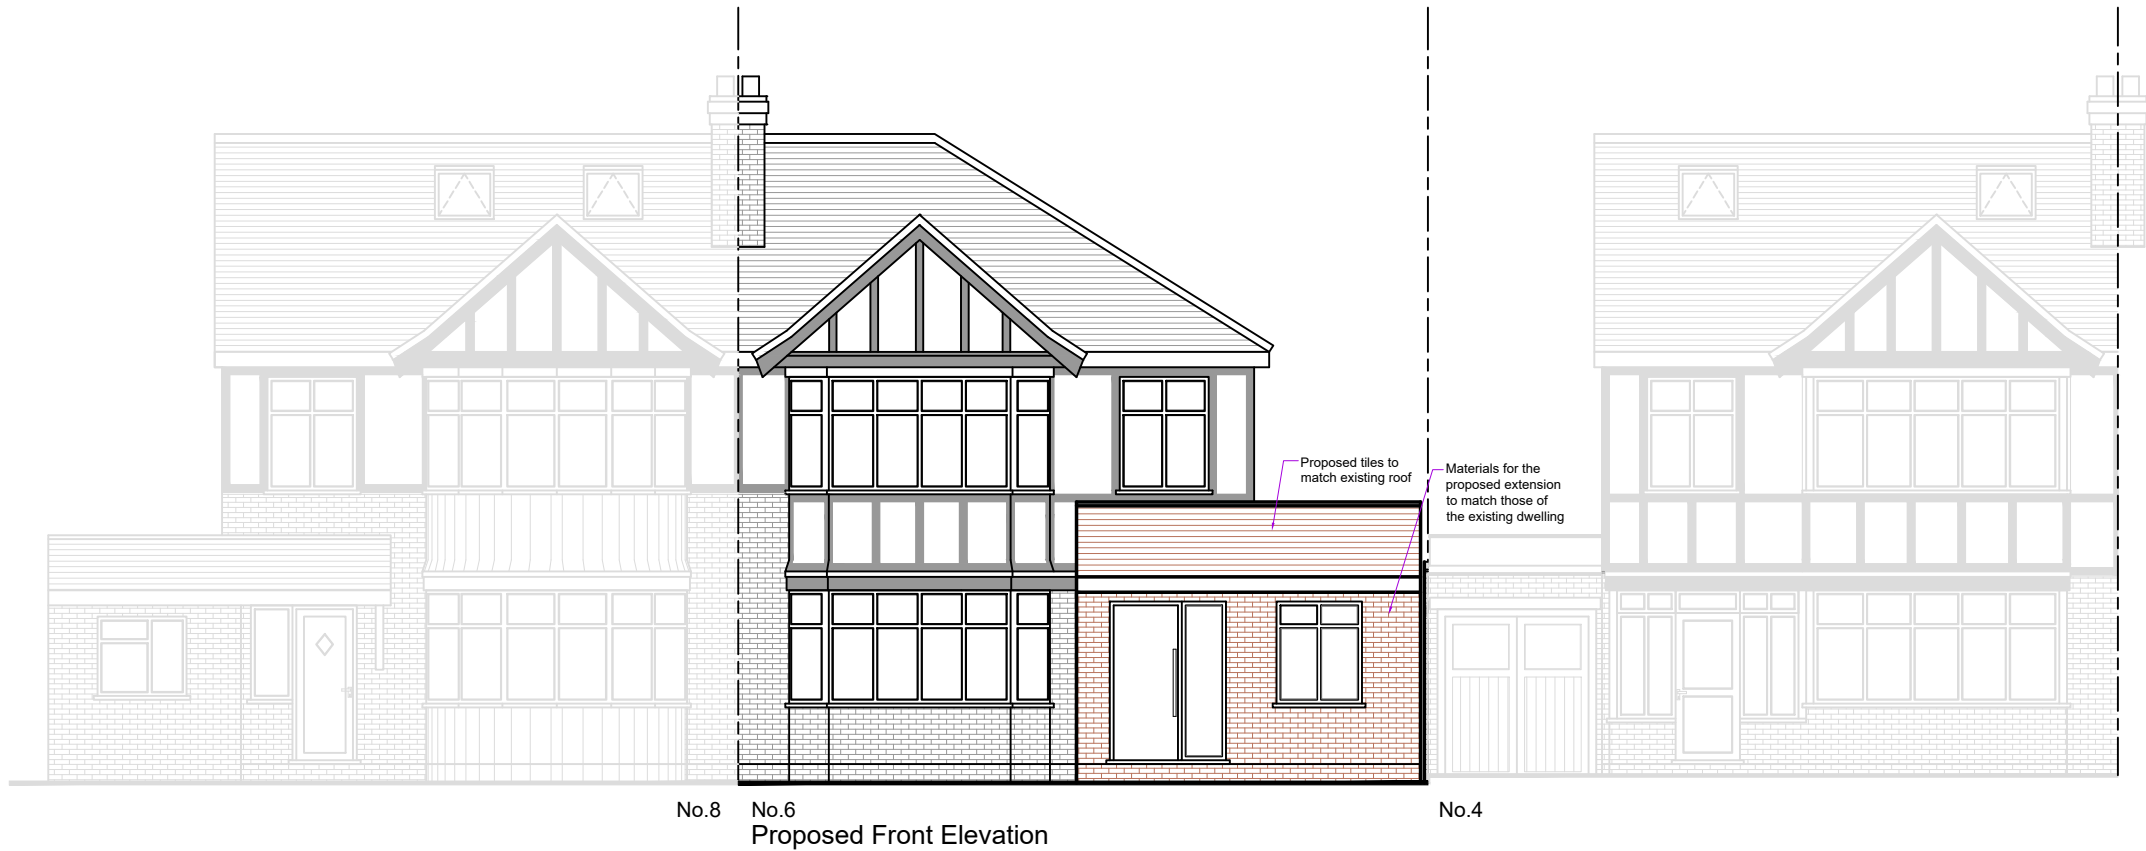 Proposed tiles to
match existing roof
Materials for the
proposed extension
to match those of
the existing dwelling
No.8
No.6
No.4
Proposed Front Elevation